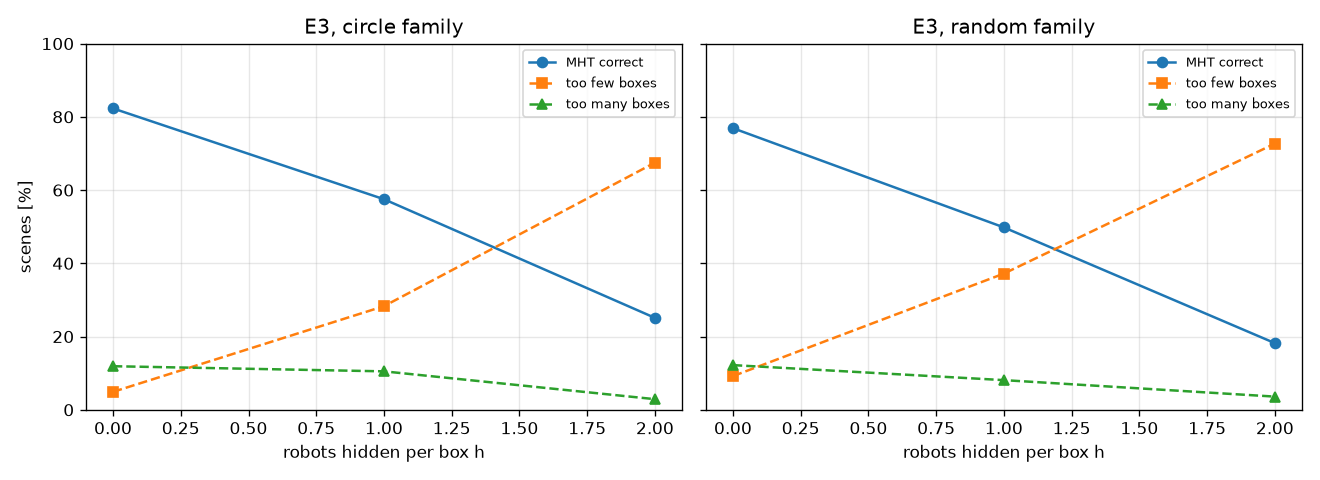 E3, circle family
scenes [%]
100
80
60
40
20
0
MHT correct
too few boxes
too many boxes
0.00 0.25 0.50 0.75 1.00 1.25 1.50 1.75 2.00
robots hidden per box h
E3, random family
MHT correct
too few boxes
too many boxes
0.00 0.25 0.50 0.75 1.00 1.25 1.50 1.75 2.00
robots hidden per box h